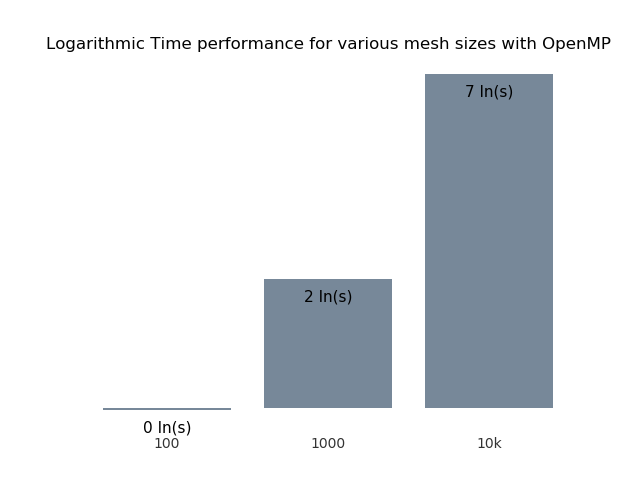 Logarithmic Time performance for various mesh sizes with OpenMP
7 ln(s)
2 ln(s)
0 ln(s)
100 1000 10k